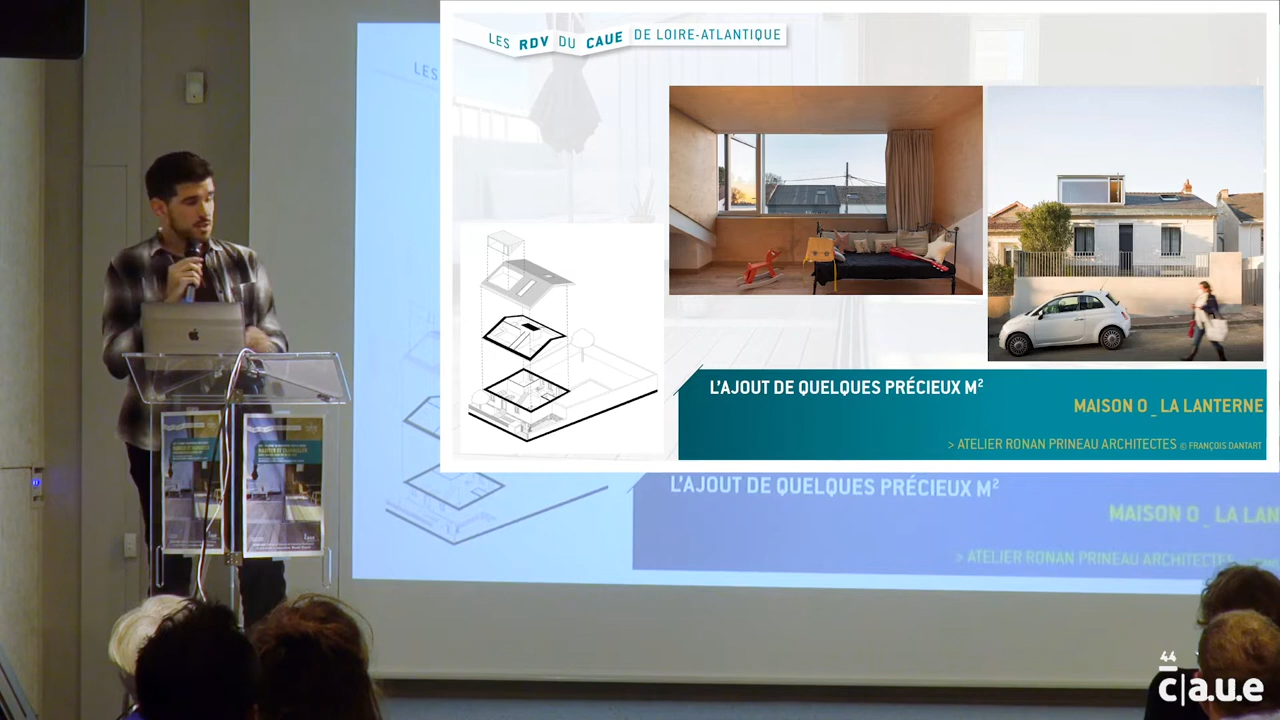 LES RDV DU CAUE DE LOIRE-ATLANTIQUE
L'AJOUT DE QUELQUES PRÉCIEUX M²
MAISON O _ LA LANTERNE
> ATELIER RONAN PRINEAU ARCHITECTES © FRANÇOIS DANTART
LES
L'AJOUT DE QUELQUES PRÉCIEUX M²
MAISON O _ LA LAN
> ATELIER RONAN PRINEAU ARCHITECTES
44
c|a.u.e